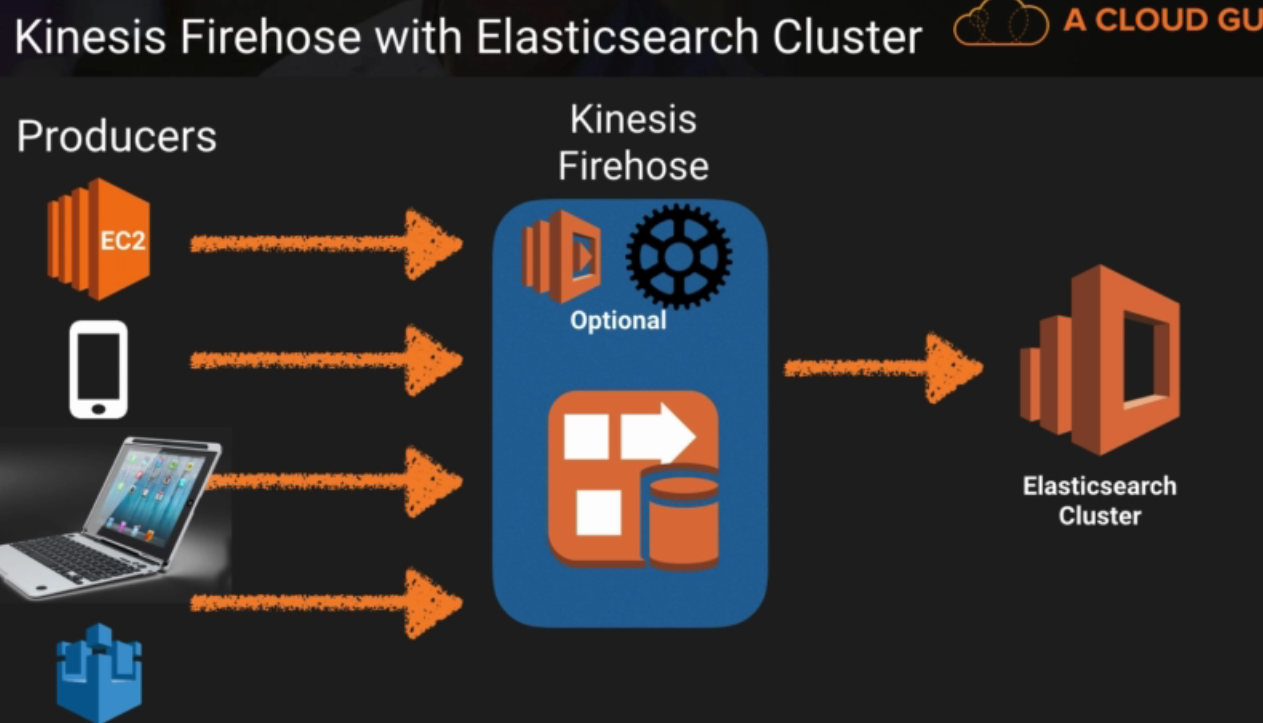 Kinesis Firehose with Elasticsearch Cluster
A CLOUD GU
Producers
Kinesis
Firehose
EC2
Optional
Elasticsearch
Cluster